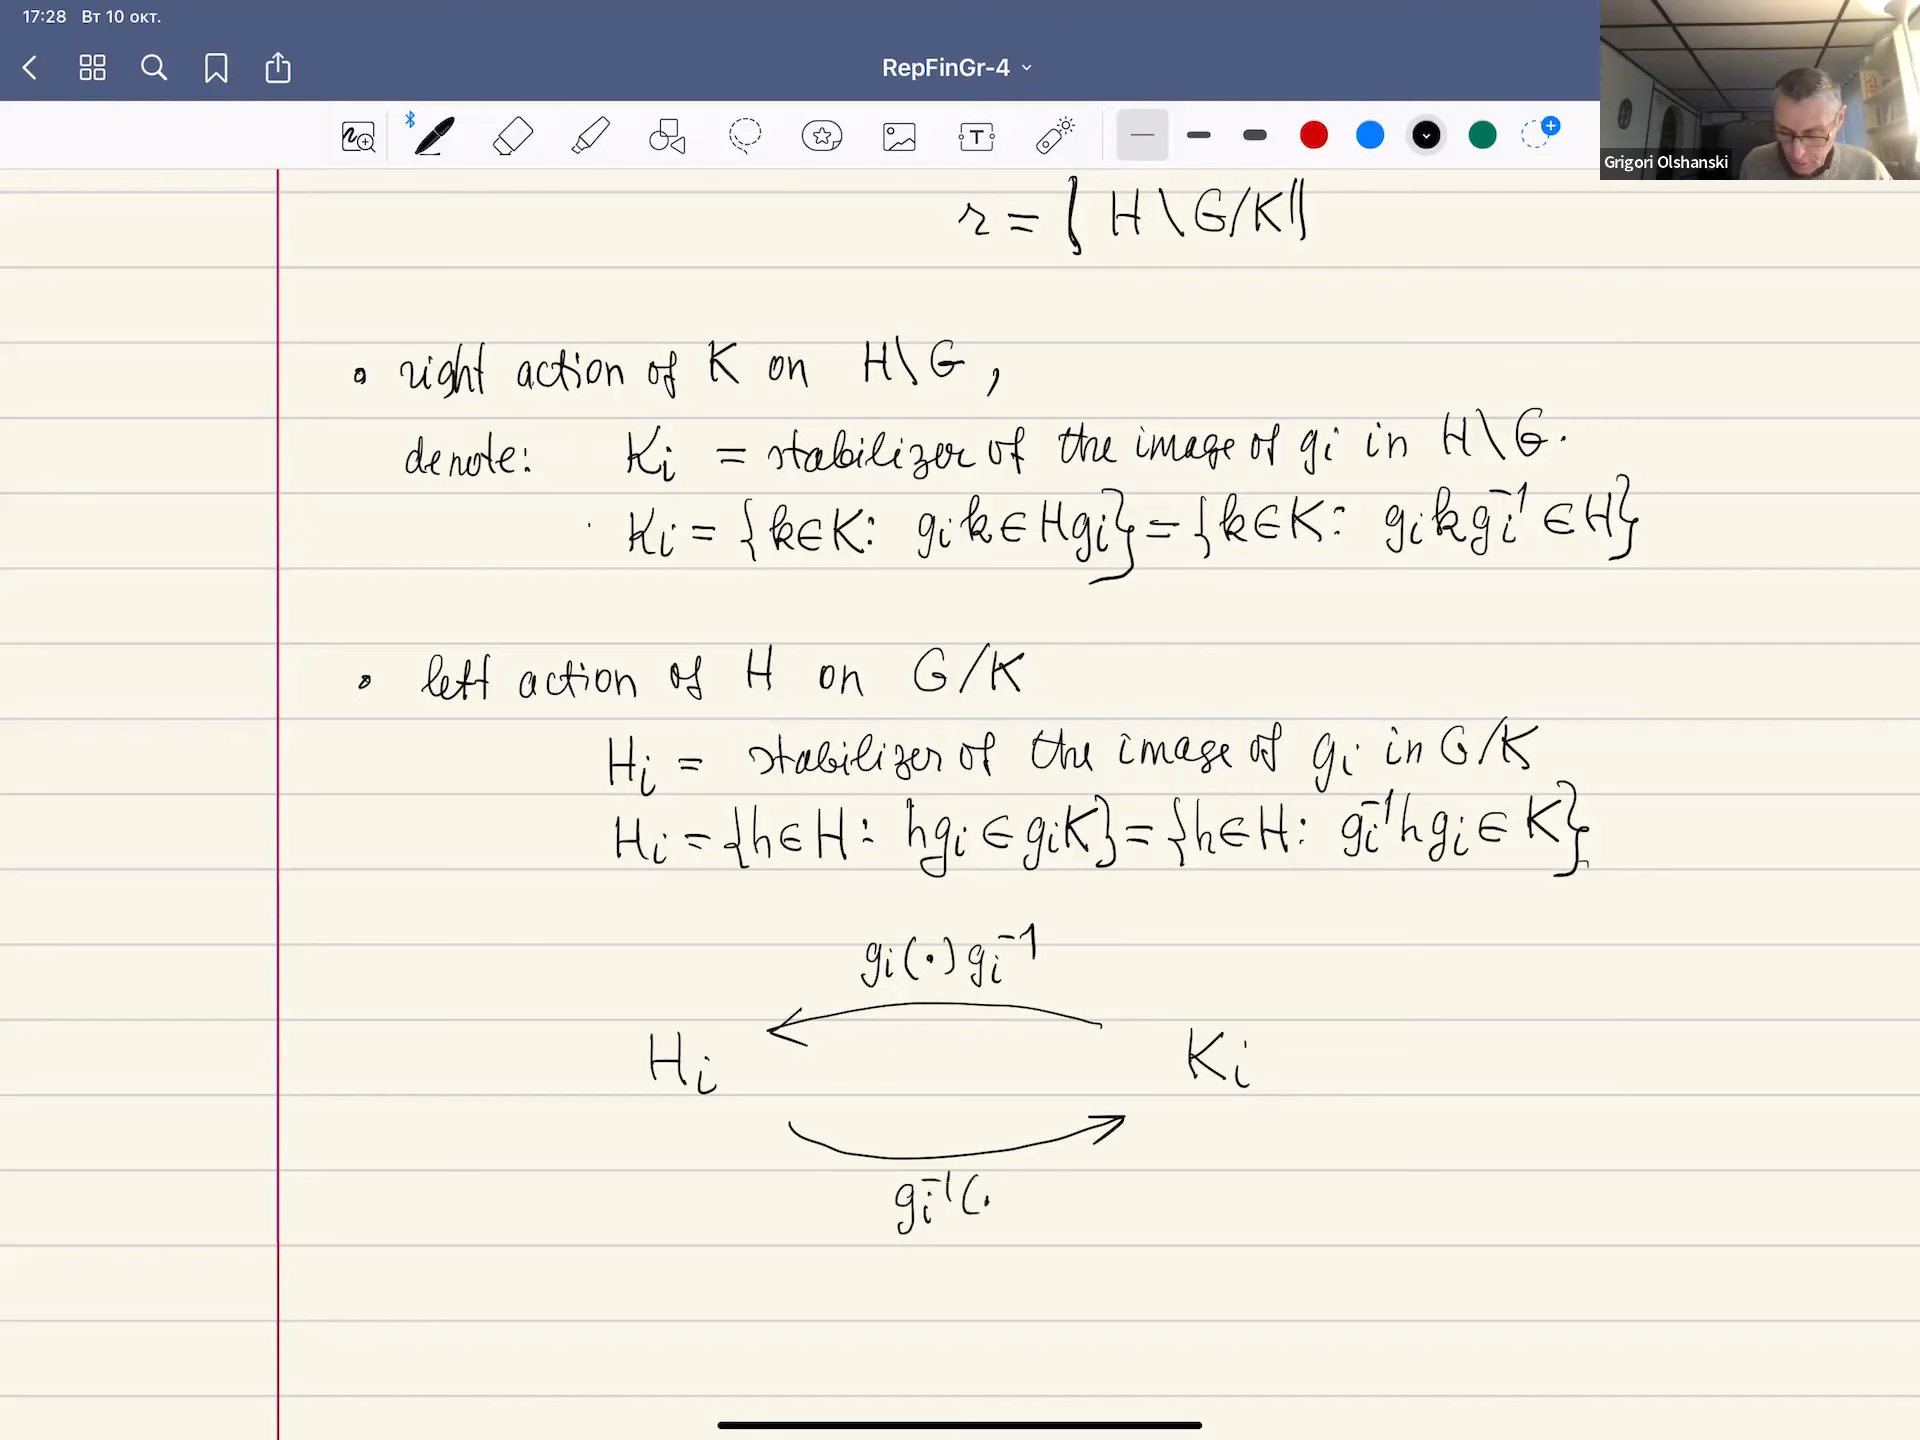 17:28 Вт 10 окт.
RepFinGr-4
Grigori Olshanski
r = | H \ G/K |
• right action of K on H\G,
denote: Ki = stabilizer of the image of gi in H\G.
Ki = {k∈K: gik∈Hgi} = {k∈K: gikgi⁻¹ ∈H}
• left action of H on G/K
Hi = stabilizer of the image of gi in G/K
Hi = {h∈H: hgi ∈ giK} = {h∈H: gi⁻¹hgi ∈ K}
gi(·)gi⁻¹
Hi Ki
gi⁻¹(·